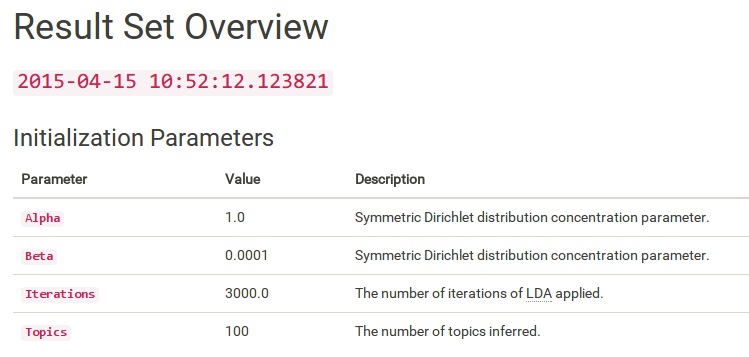 Result Set Overview
2015-04-15 10:52:12.123821
Initialization Parameters
Parameter Value Description
Alpha 1.0 Symmetric Dirichlet distribution concentration parameter.
Beta 0.0001 Symmetric Dirichlet distribution concentration parameter.
Iterations 3000.0 The number of iterations of LDA applied.
Topics 100 The number of topics inferred.